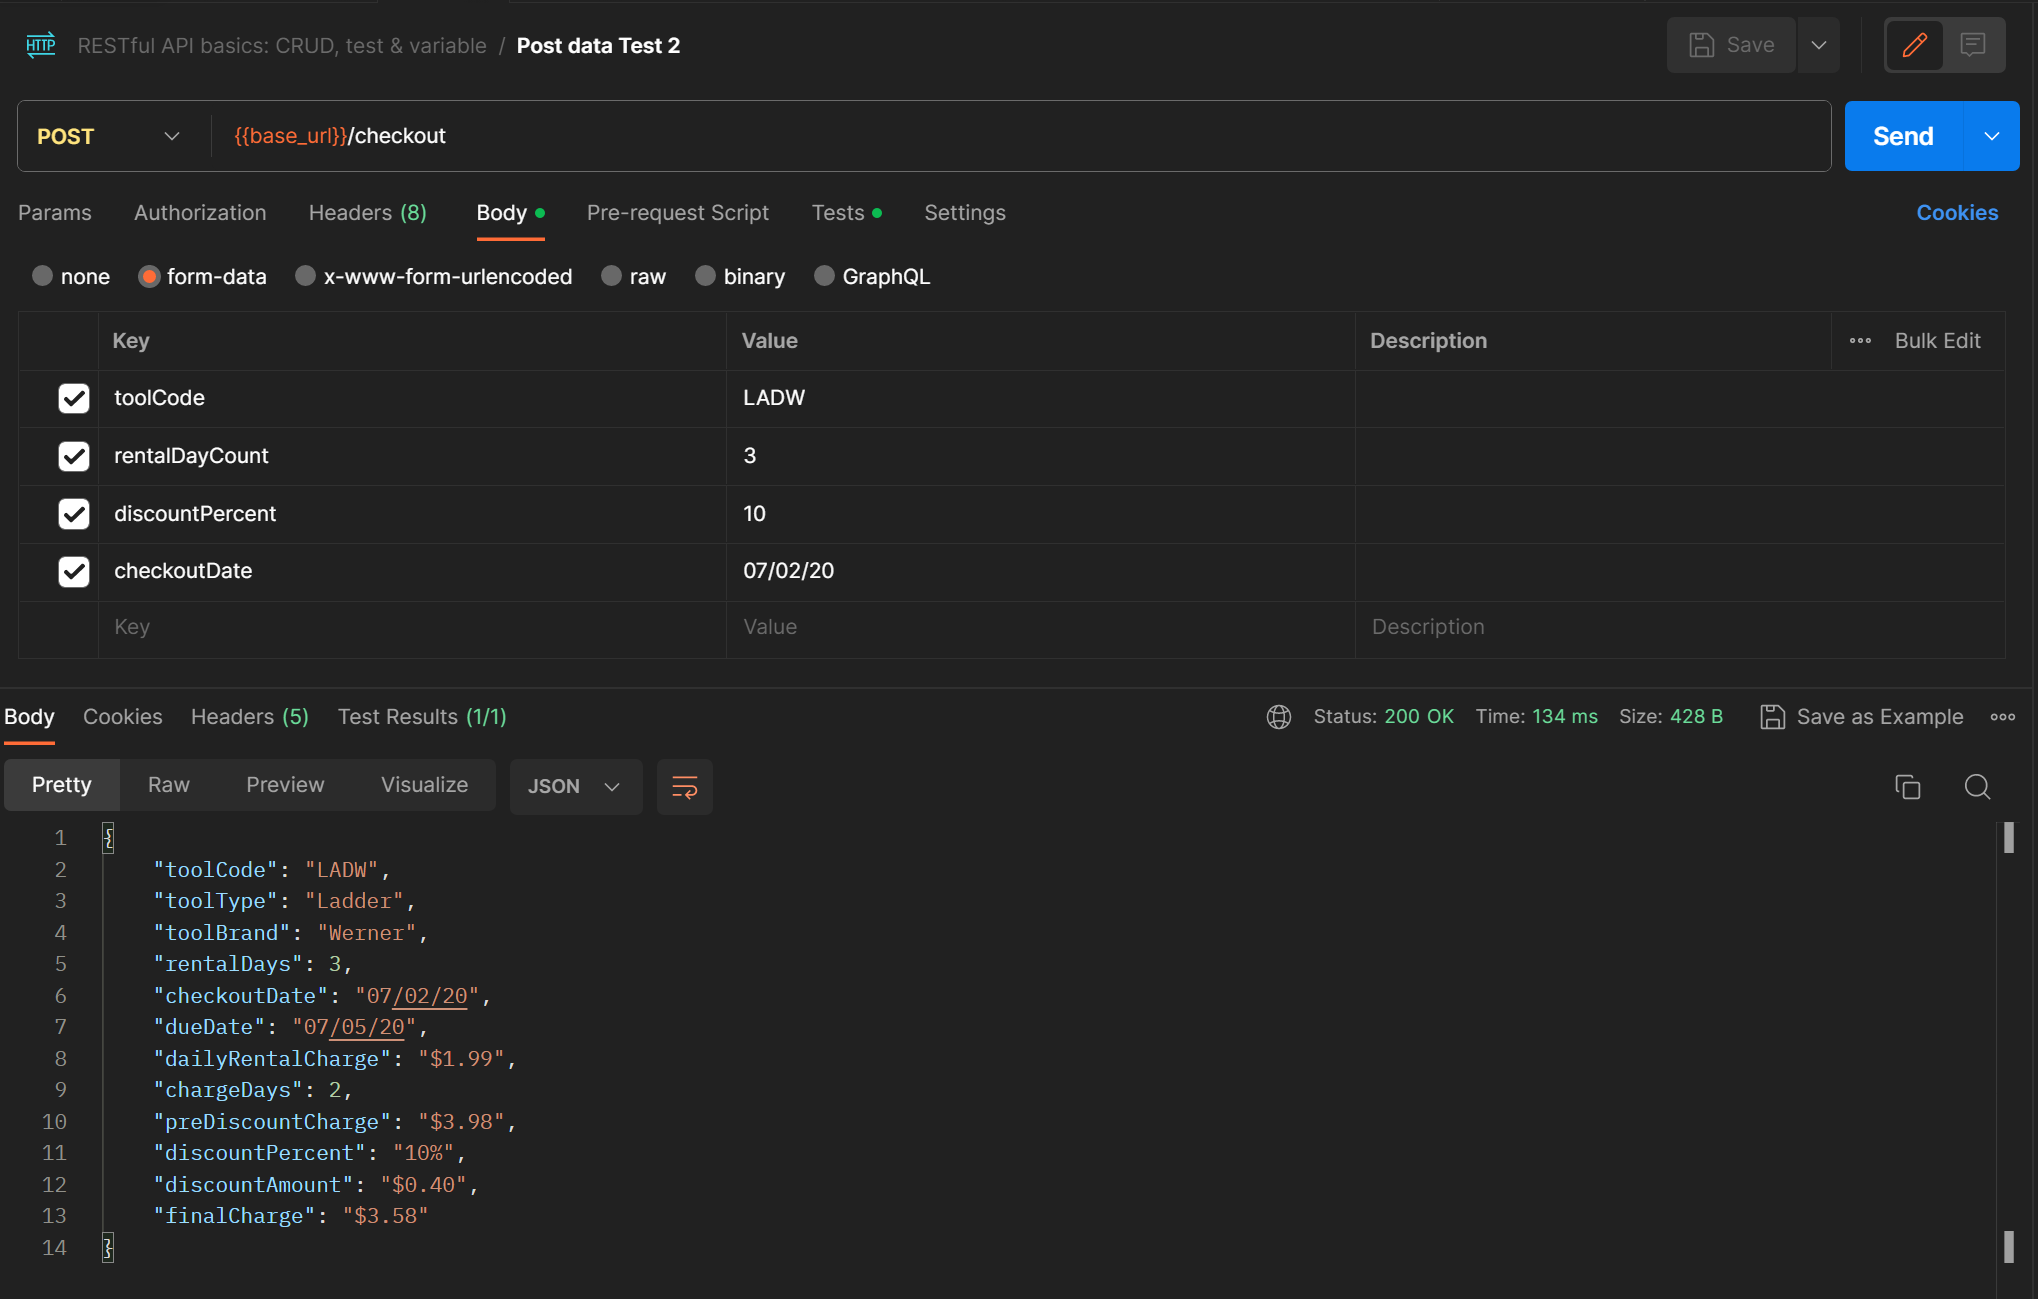 HTTP RESTful API basics: CRUD, test & variable / Post data Test 2 Save
POST {{base_url}}/checkout Send
Params Authorization Headers (8) Body Pre-request Script Tests Settings Cookies
none form-data x-www-form-urlencoded raw binary GraphQL
Key Value Description Bulk Edit
toolCode LADW
rentalDayCount 3
discountPercent 10
checkoutDate 07/02/20
Key Value Description
Body Cookies Headers (5) Test Results (1/1) Status: 200 OK Time: 134 ms Size: 428 B Save as Example
Pretty Raw Preview Visualize JSON
1 {
2 "toolCode": "LADW",
3 "toolType": "Ladder",
4 "toolBrand": "Werner",
5 "rentalDays": 3,
6 "checkoutDate": "07/02/20",
7 "dueDate": "07/05/20",
8 "dailyRentalCharge": "$1.99",
9 "chargeDays": 2,
10 "preDiscountCharge": "$3.98",
11 "discountPercent": "10%",
12 "discountAmount": "$0.40",
13 "finalCharge": "$3.58"
14 }